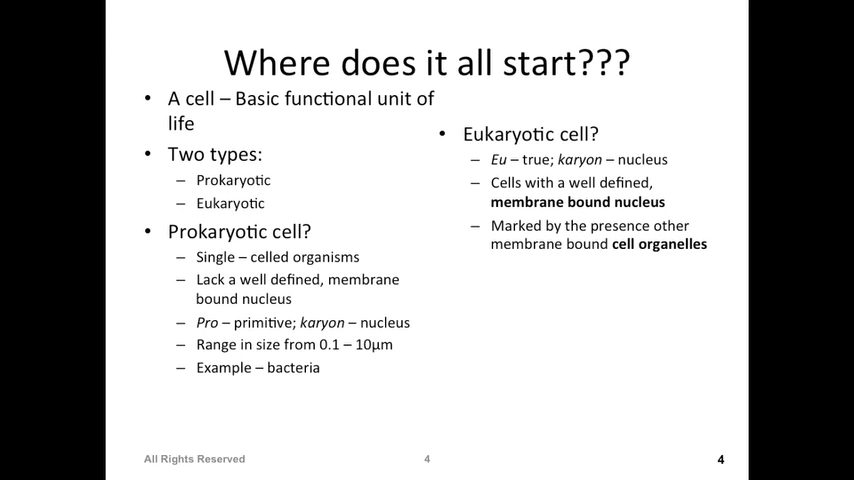 Where does it all start???
• A cell – Basic functional unit of
life
• Two types:
– Prokaryotic
– Eukaryotic
• Prokaryotic cell?
– Single – celled organisms
– Lack a well defined, membrane
bound nucleus
– Pro – primitive; karyon – nucleus
– Range in size from 0.1 – 10μm
– Example – bacteria
• Eukaryotic cell?
– Eu – true; karyon – nucleus
– Cells with a well defined,
membrane bound nucleus
– Marked by the presence other
membrane bound cell organelles
All Rights Reserved
4
4